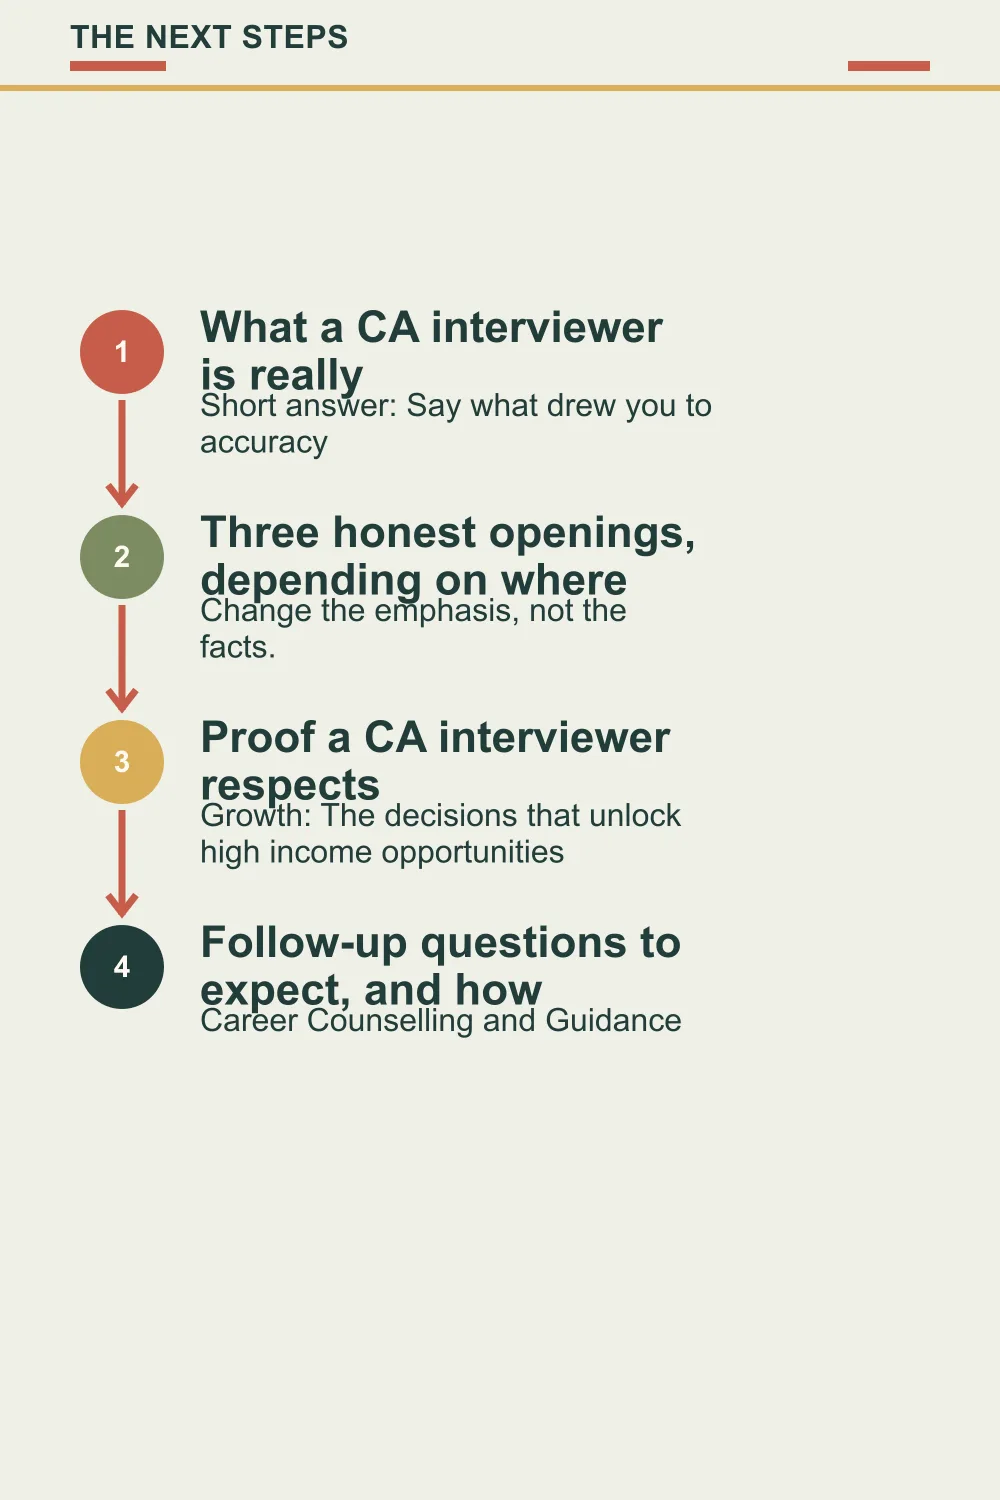 THE NEXT STEPS
1
What a CA interviewer
is really
Short answer: Say what drew you to
accuracy
2
Three honest openings,
depending on where
Change the emphasis, not the
facts.
3
Proof a CA interviewer
respects
Growth: The decisions that unlock
high income opportunities
4
Follow-up questions to
expect, and how
Career Counselling and Guidance